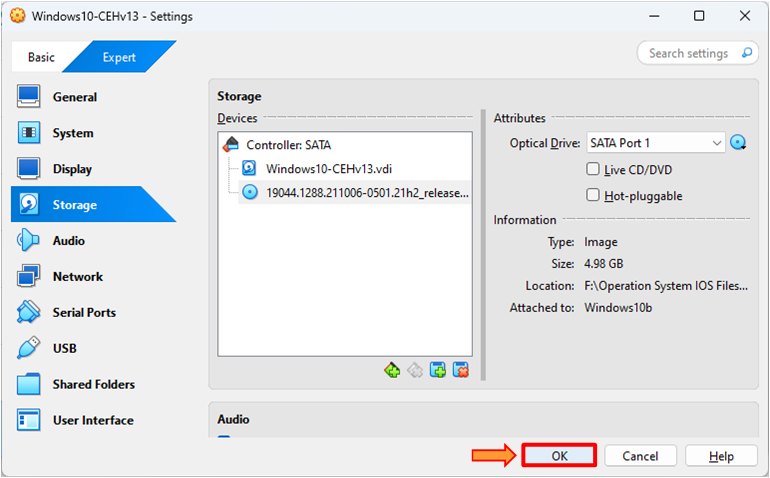 Windows10-CEHv13 - Settings
Basic
Expert
Search settings
General
System
Display
Storage
Audio
Network
Serial Ports
USB
Shared Folders
User Interface
Storage
Devices
Controller: SATA
Windows10-CEHv13.vdi
19044.1288.211006-0501.21h2_release...
Attributes
Optical Drive: SATA Port 1
Live CD/DVD
Hot-pluggable
Information
Type: Image
Size: 4.98 GB
Location: F:\Operation System IOS Files...
Attached to: Windows10b
Audio
OK
Cancel
Help